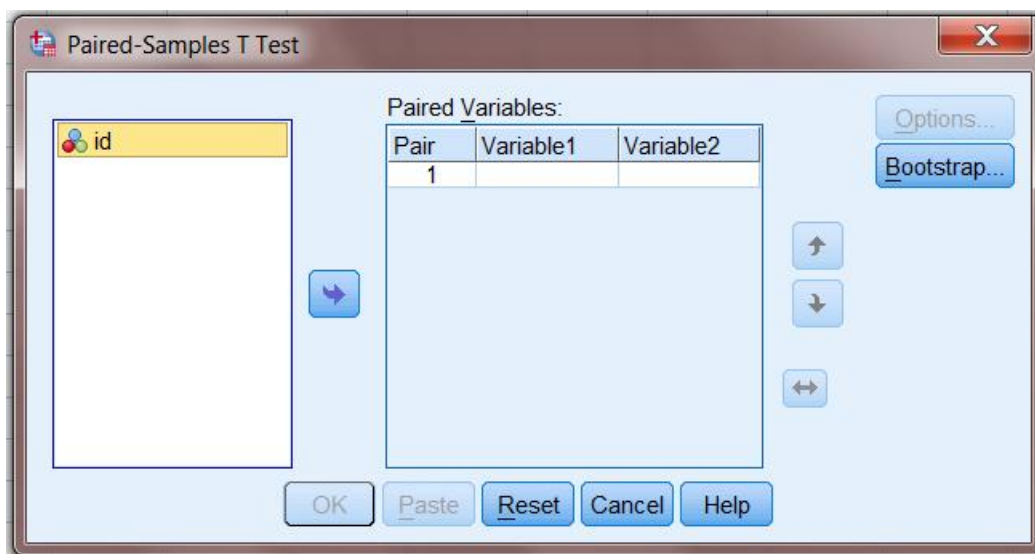 Paired-Samples T Test
X
Paired Variables:
id
Pair Variable1 Variable2
1
Options...
Bootstrap...
OK Paste Reset Cancel Help